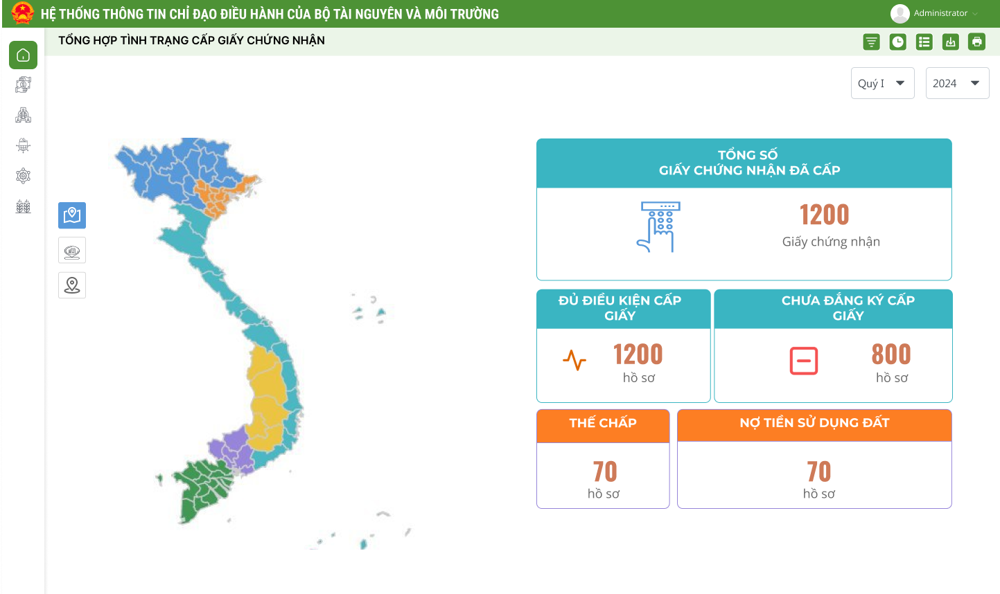 HỆ THỐNG THÔNG TIN CHỈ ĐẠO ĐIỀU HÀNH CỦA BỘ TÀI NGUYÊN VÀ MÔI TRƯỜNG
Administrator
TỔNG HỢP TÌNH TRẠNG CẤP GIẤY CHỨNG NHẬN
Quý I
2024
TỔNG SỐ
GIẤY CHỨNG NHẬN ĐÃ CẤP
1200
Giấy chứng nhận
ĐỦ ĐIỀU KIỆN CẤP
GIẤY
1200
hồ sơ
CHƯA ĐẮNG KÝ CẤP
GIẤY
800
hồ sơ
THẾ CHẤP
70
hồ sơ
NỢ TIỀN SỬ DỤNG ĐẤT
70
hồ sơ